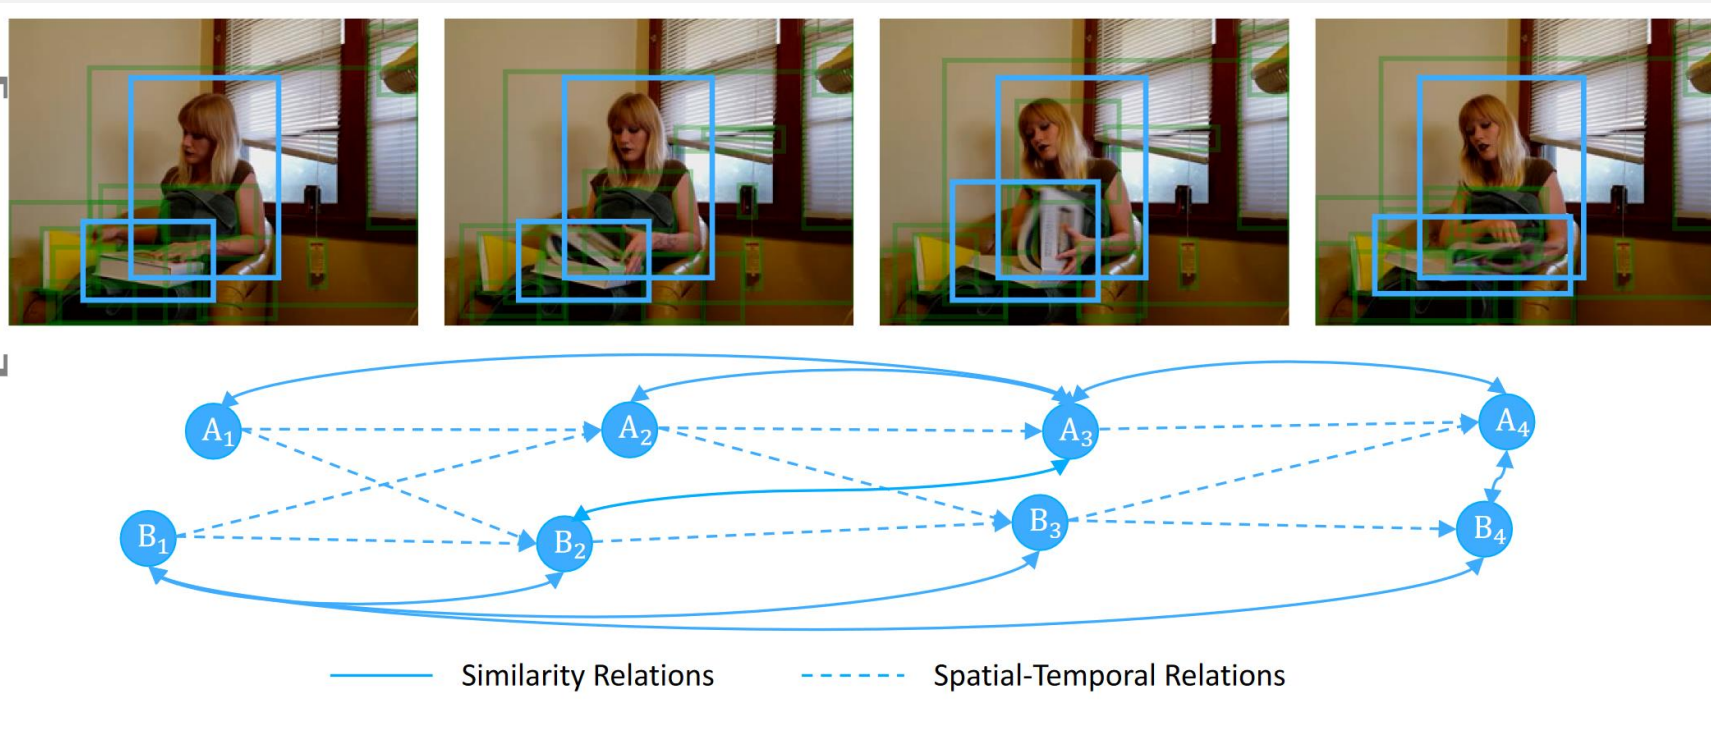 A1 A2 A3 A4
B1 B2 B3 B4
Similarity Relations
Spatial-Temporal Relations